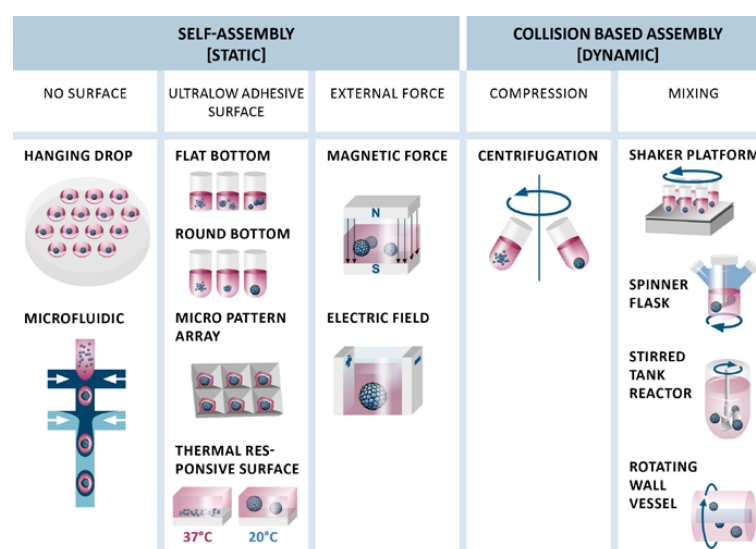 SELF-ASSEMBLY
[STATIC]
COLLISION BASED ASSEMBLY
[DYNAMIC]
NO SURFACE
ULTRALOW ADHESIVE
SURFACE
EXTERNAL FORCE
COMPRESSION
MIXING
HANGING DROP
MICROFLUIDIC
FLAT BOTTOM
ROUND BOTTOM
MICRO PATTERN
ARRAY
THERMAL RES-
PONSIVE SURFACE
37°C
20°C
MAGNETIC FORCE
N
S
ELECTRIC FIELD
CENTRIFUGATION
SHAKER PLATFORM
SPINNER
FLASK
STIRRED
TANK
REACTOR
ROTATING
WALL
VESSEL